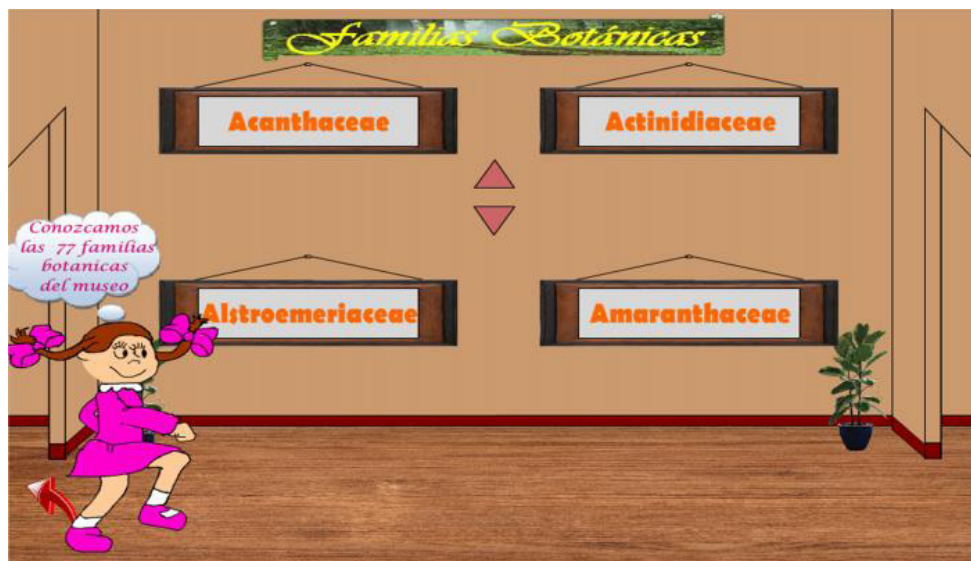 Familias Botánicas
Acanthaceae
Actinidiaceae
Conozcamos
las 77 familias
botanicas
del museo
Alstroemeriaceae
Amaranthaceae